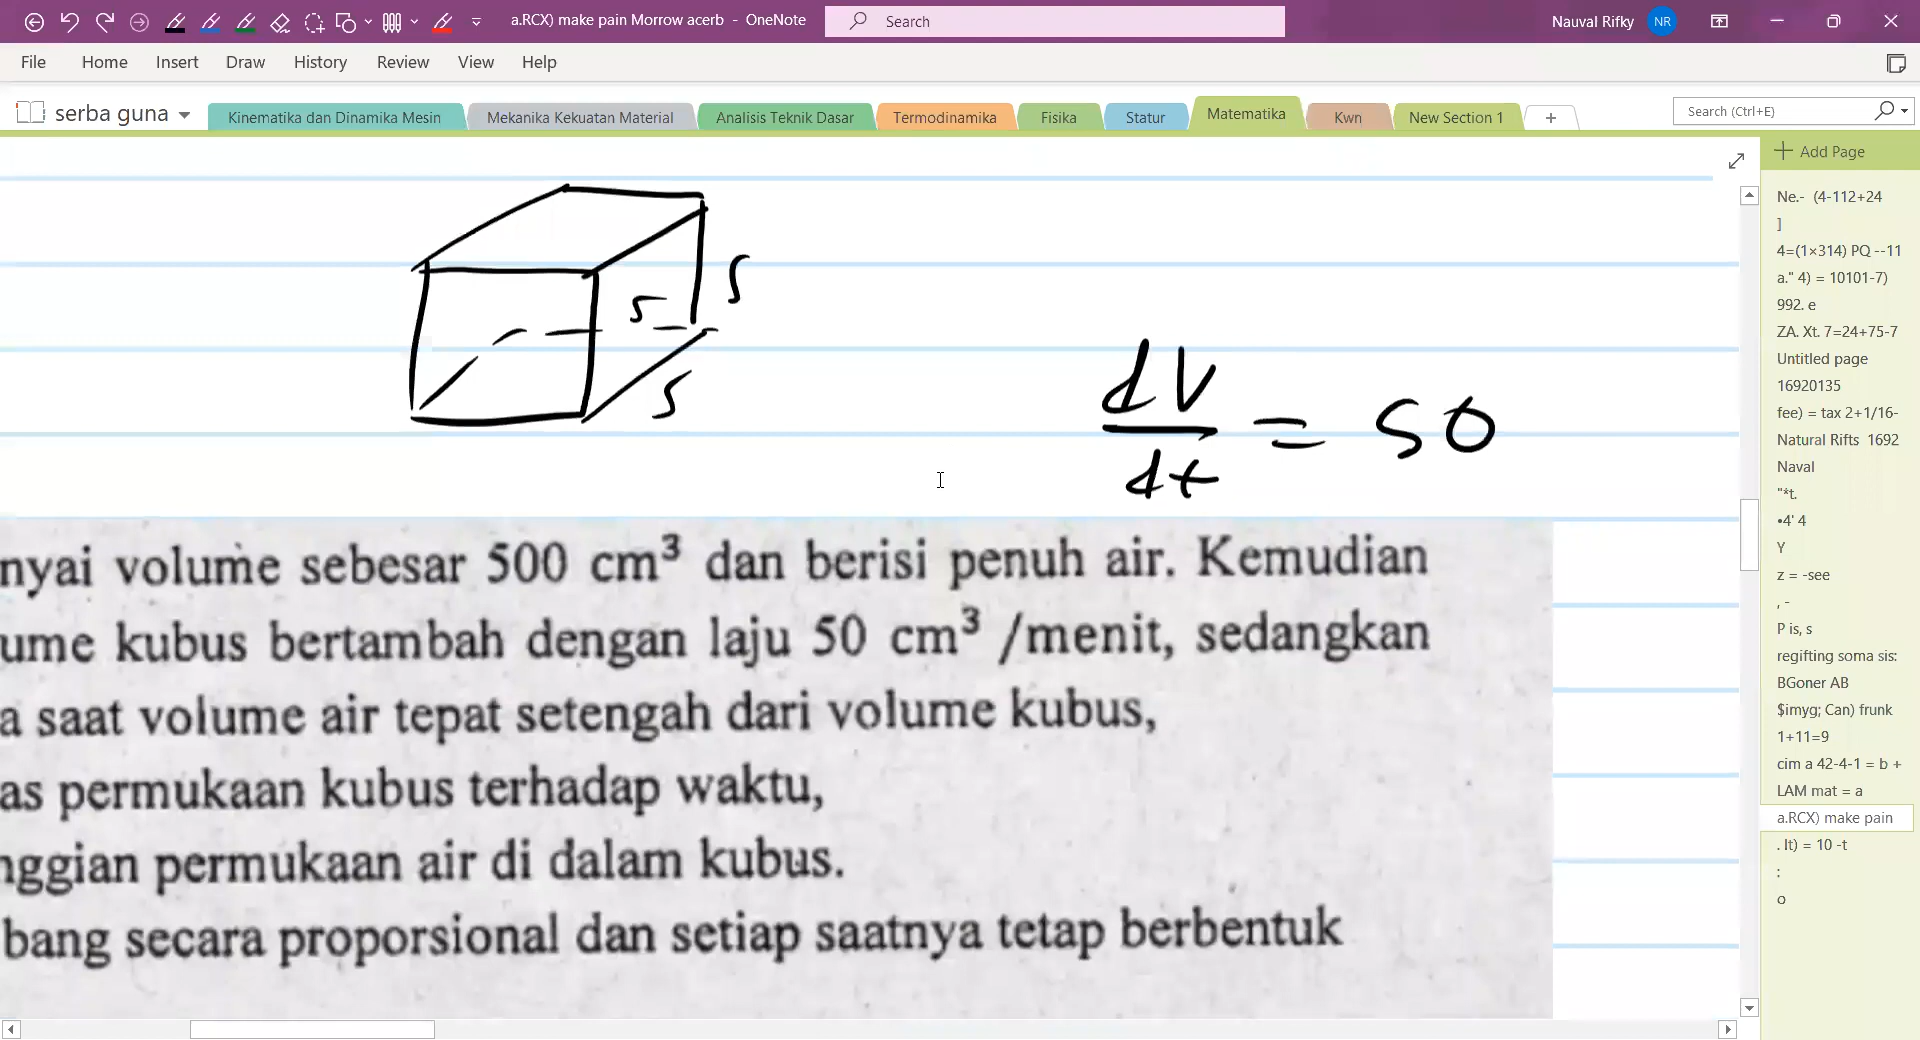 a.RCX) make pain Morrow acerb - OneNote
Search
Nauval Rifky
NR
File Home Insert Draw History Review View Help
serba guna
Kinematika dan Dinamika Mesin
Mekanika Kekuatan Material
Analisis Teknik Dasar
Termodinamika
Fisika
Statur
Matematika
Kwn
New Section 1
Search (Ctrl+E)
s
s
s
dV/dt = 50
nyai volume sebesar 500 cm³ dan berisi penuh air. Kemudian
ume kubus bertambah dengan laju 50 cm³ /menit, sedangkan
a saat volume air tepat setengah dari volume kubus,
as permukaan kubus terhadap waktu,
nggian permukaan air di dalam kubus.
bang secara proporsional dan setiap saatnya tetap berbentuk
Add Page
Ne.- (4-112+24
]
4=(1×314) PQ --11
a." 4) = 10101-7)
992. e
ZA. Xt. 7=24+75-7
Untitled page
16920135
fee) = tax 2+1/16-
Natural Rifts 1692
Naval
"*t.
•4' 4
Y
z = -see
, -
P is, s
regifting soma sis:
BGoner AB
$imyg; Can) frunk
1+11=9
cim a 42-4-1 = b +
LAM mat = a
a.RCX) make pain
. It) = 10 -t
:
o